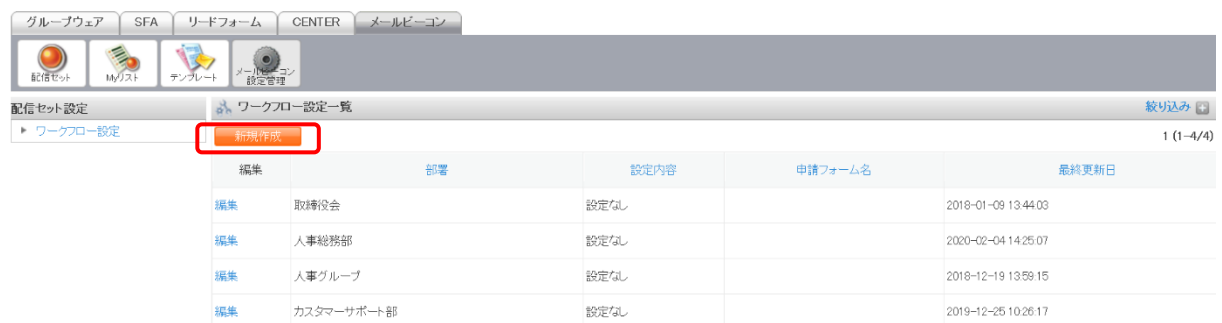 グループウェア SFA リードフォーム CENTER メールビーコン
配信セット Myリスト テンプレート メールビーコン設定管理
配信セット設定 ワークフロー設定一覧 絞り込み
ワークフロー設定 新規作成 1 (1-4/4)
編集 部署 設定内容 申請フォーム名 最終更新日
編集 取締役会 設定なし 2018-01-09 13:44:03
編集 人事総務部 設定なし 2020-02-04 14:25:07
編集 人事グループ 設定なし 2018-12-19 13:59:15
編集 カスタマーサポート部 設定なし 2019-12-25 10:26:17